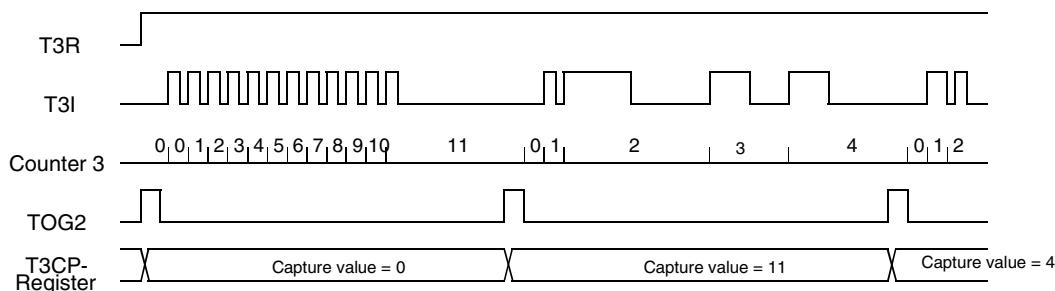 T3R
T3I
Counter 3
0 0 1 2 3 4 5 6 7 8 9 10 11 0 1 2 3 4 0 1 2
TOG2
T3CP-
Register
Capture value = 0
Capture value = 11
Capture value = 4